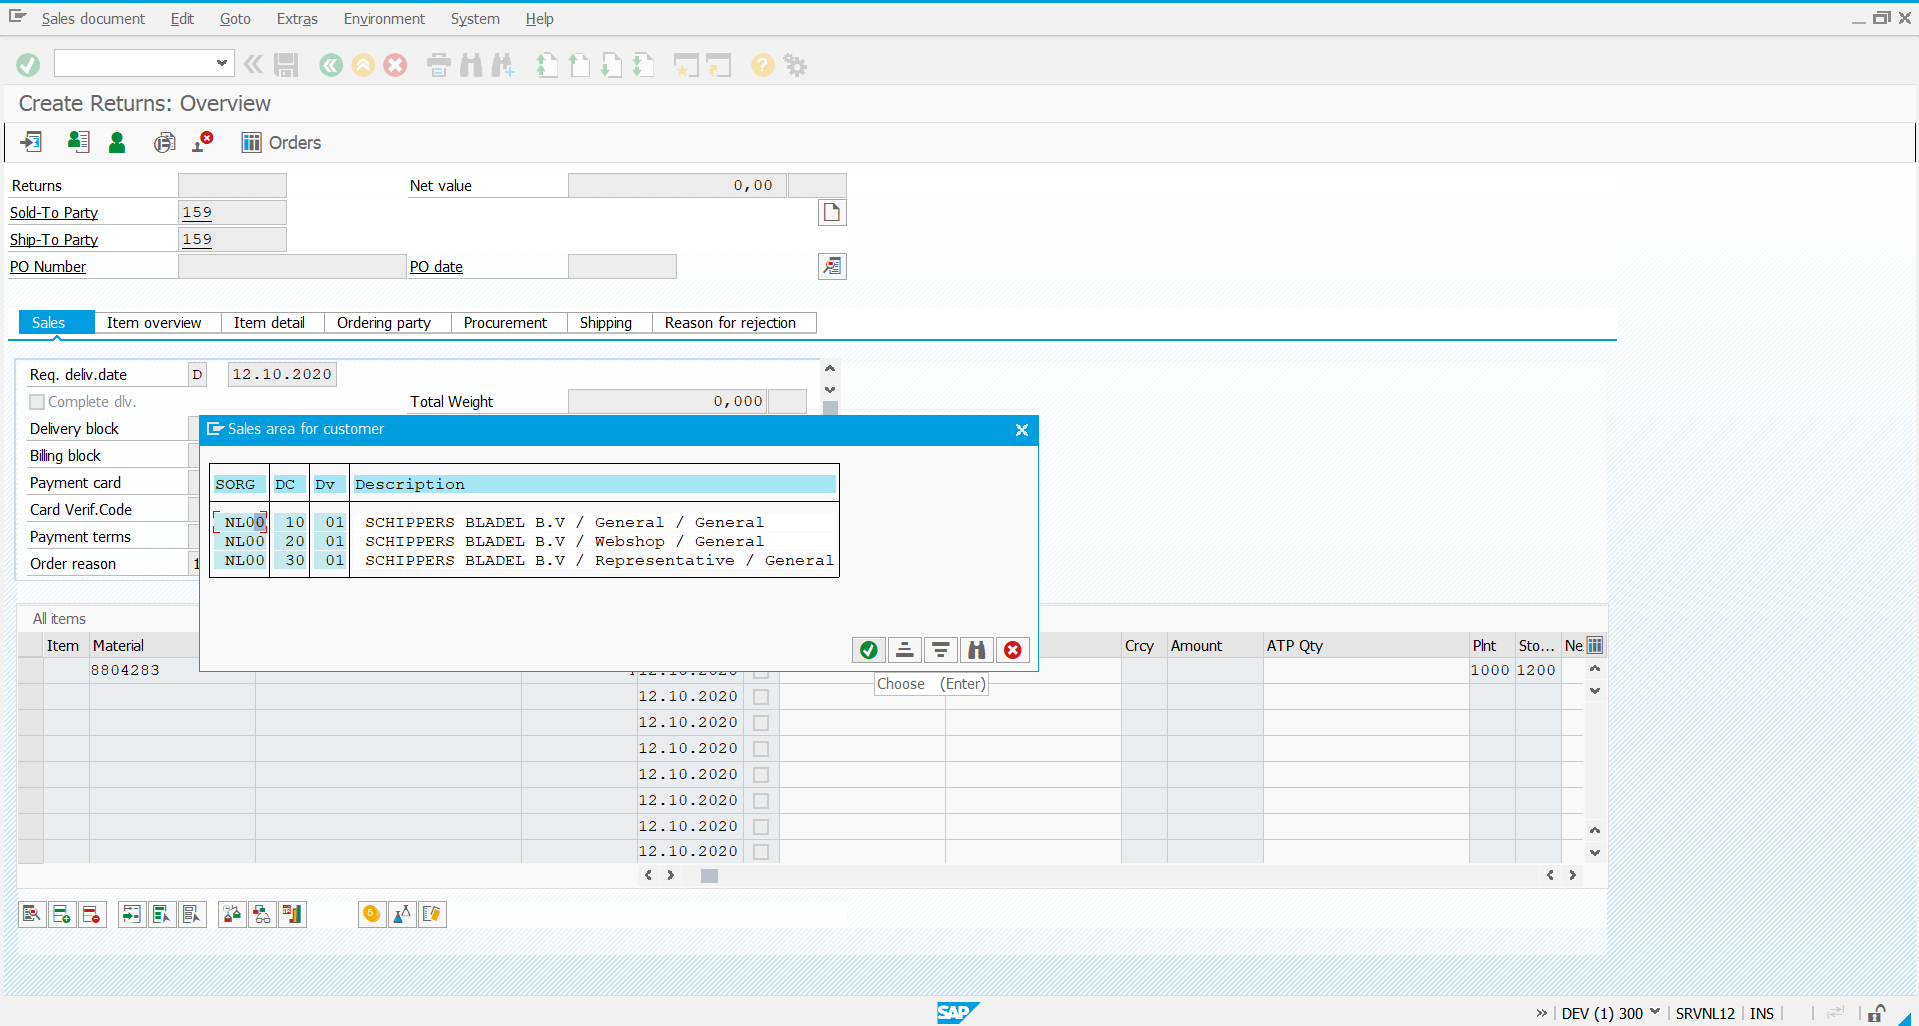 Sales document Edit Goto Extras Environment System Help
Create Returns: Overview
Orders
Returns Net value 0,00
Sold-To Party 159
Ship-To Party 159
PO Number PO date
Sales Item overview Item detail Ordering party Procurement Shipping Reason for rejection
Req. deliv.date D 12.10.2020
Complete dlv. Total Weight 0,000
Delivery block
Billing block
Payment card
Card Verif.Code
Payment terms
Order reason 1
Sales area for customer
SORG DC Dv Description
NL00 10 01 SCHIPPERS BLADEL B.V / General / General
NL00 20 01 SCHIPPERS BLADEL B.V / Webshop / General
NL00 30 01 SCHIPPERS BLADEL B.V / Representative / General
Choose (Enter)
All items
Item Material Crcy Amount ATP Qty Plnt Sto... Ne
8804283 12.10.2020 1000 1200
12.10.2020
12.10.2020
12.10.2020
12.10.2020
12.10.2020
12.10.2020
12.10.2020
SAP DEV (1) 300 SRVNL12 INS